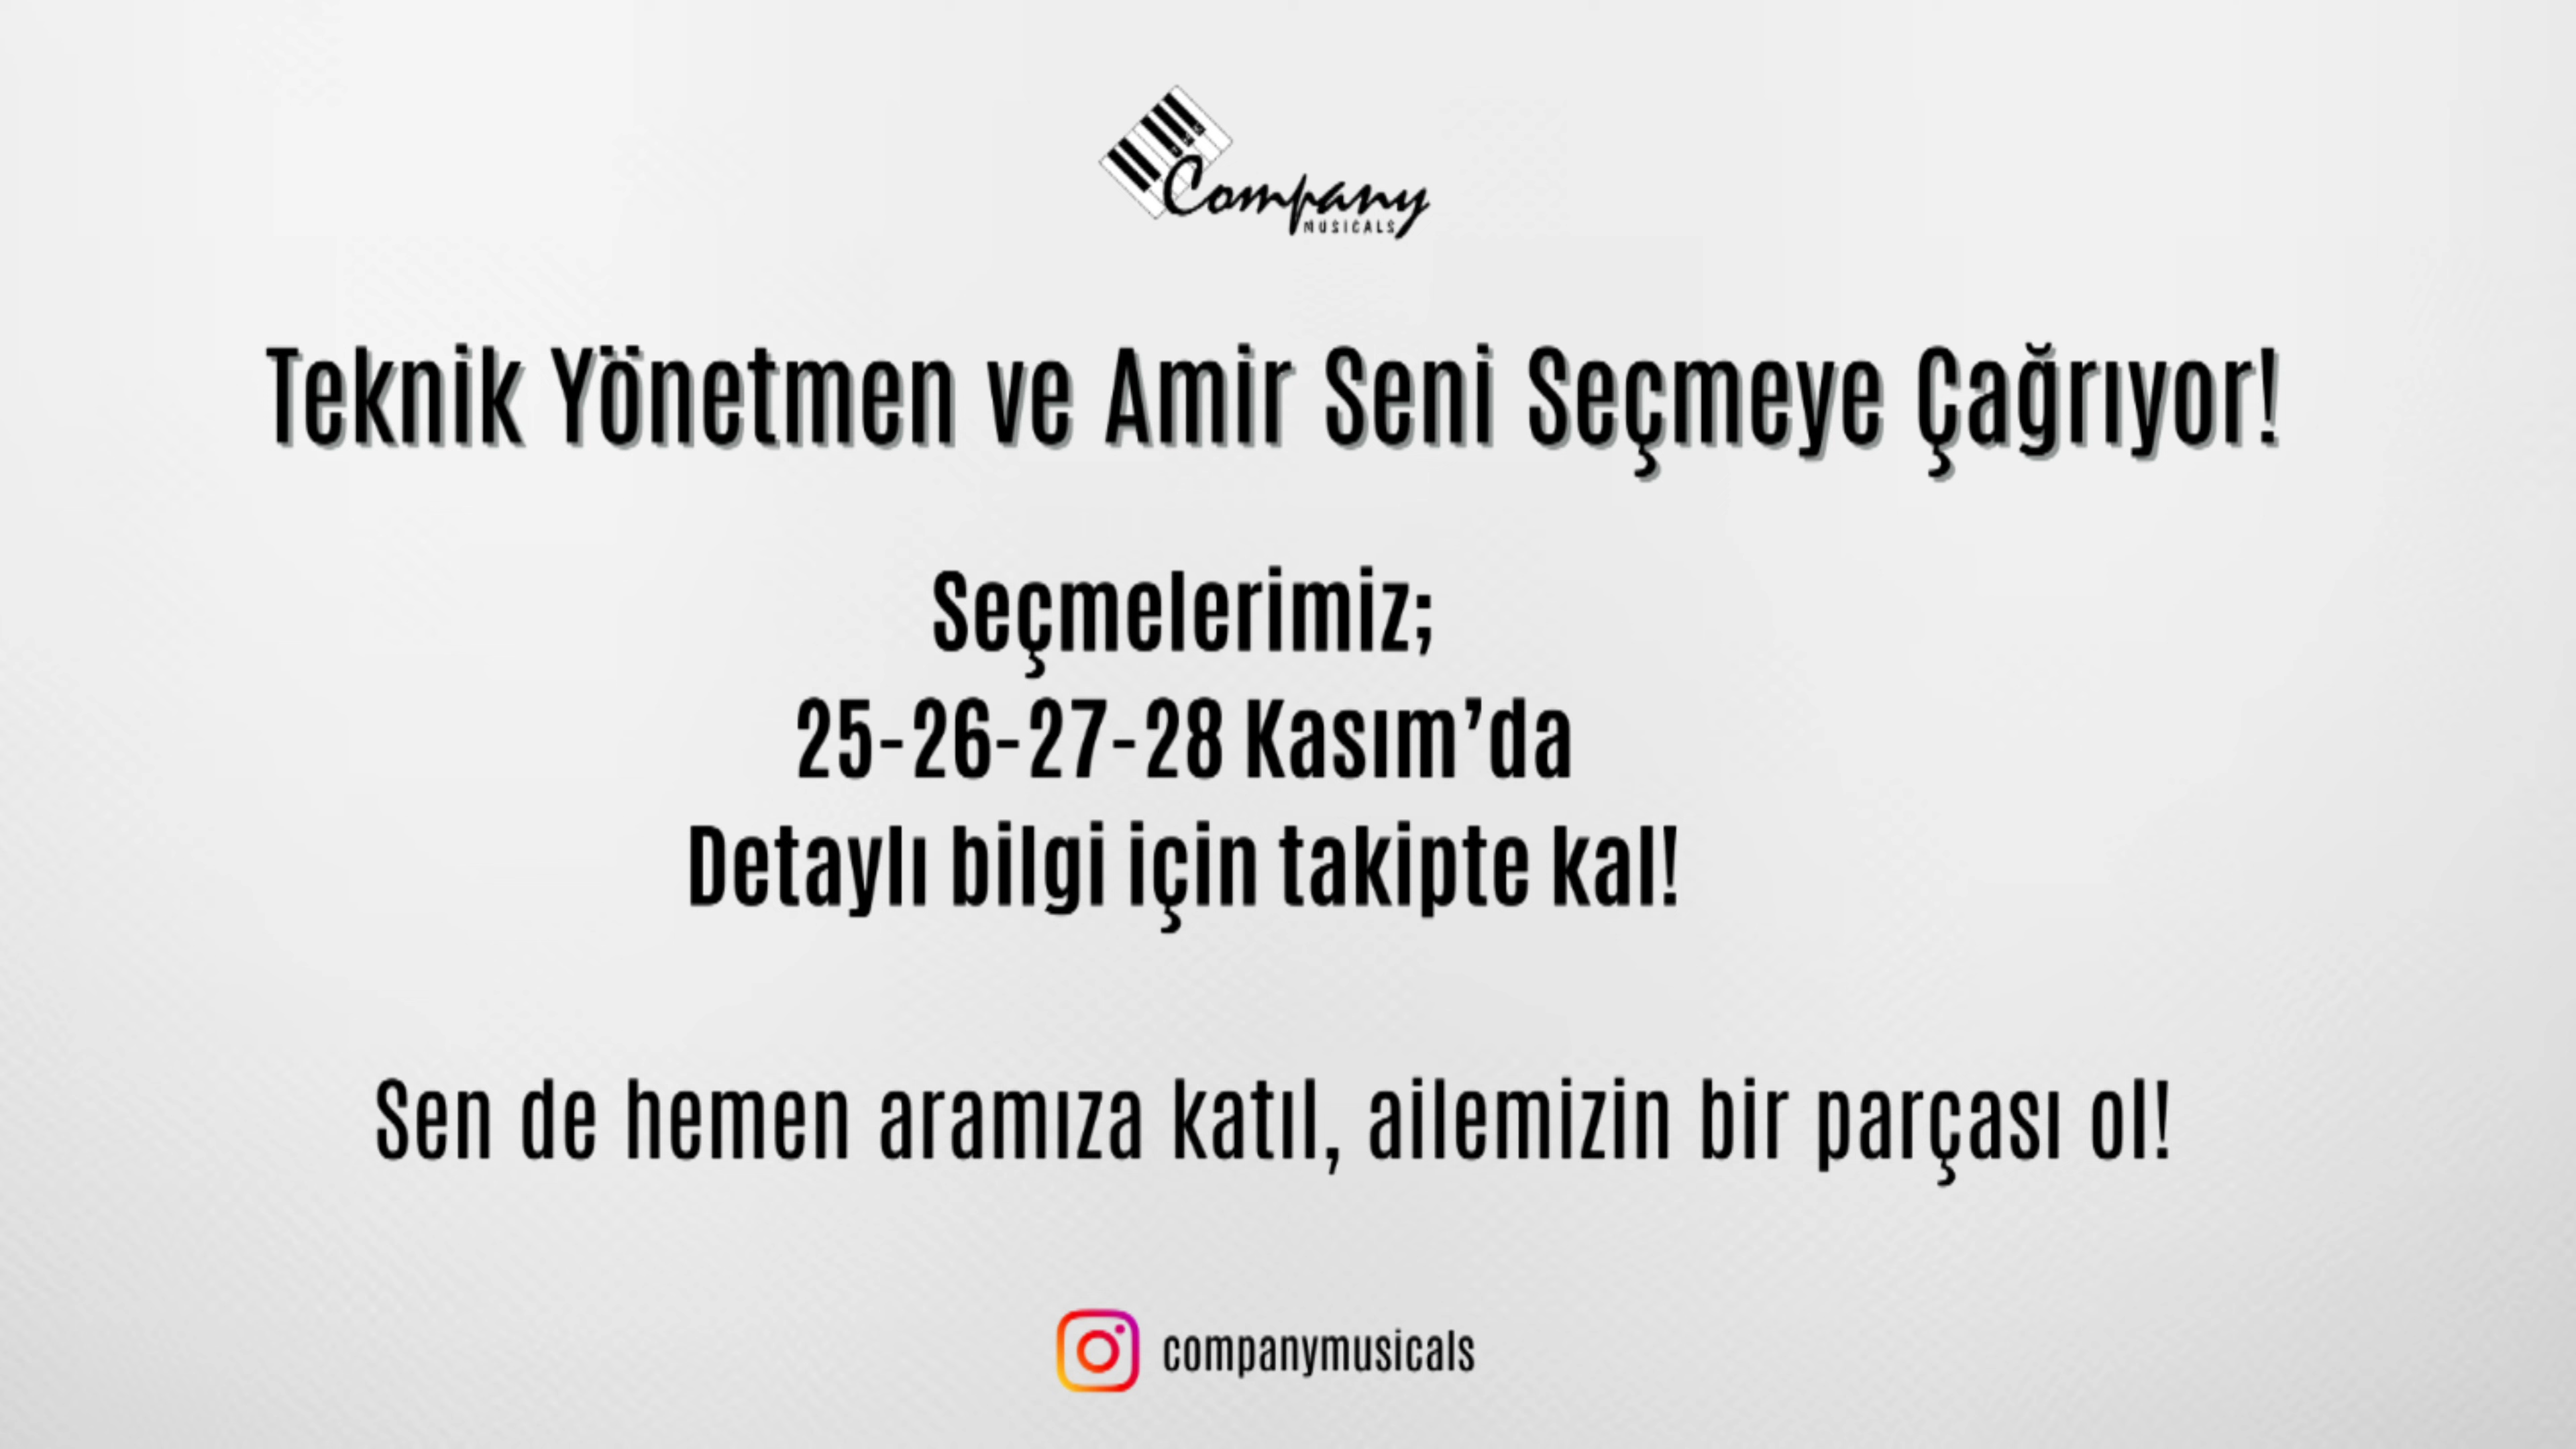 Company
MUSICALS
Teknik Yönetmen ve Amir Seni Seçmeye Çağrıyor!
Seçmelerimiz;
25-26-27-28 Kasım’da
Detaylı bilgi için takipte kal!
Sen de hemen aramıza katıl, ailemizin bir parçası ol!
companymusicals